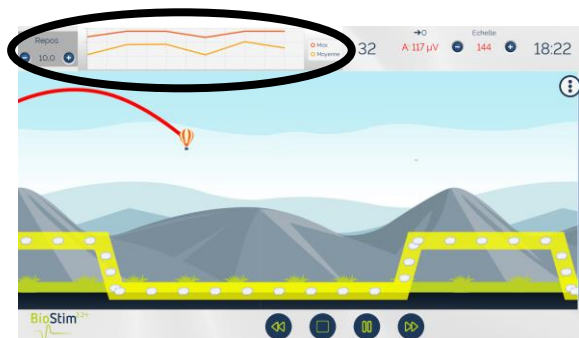 Repos
10,0
Max
Moyenne
32
→0
A: 117 µV
Echelle
144
18:22
BioStim